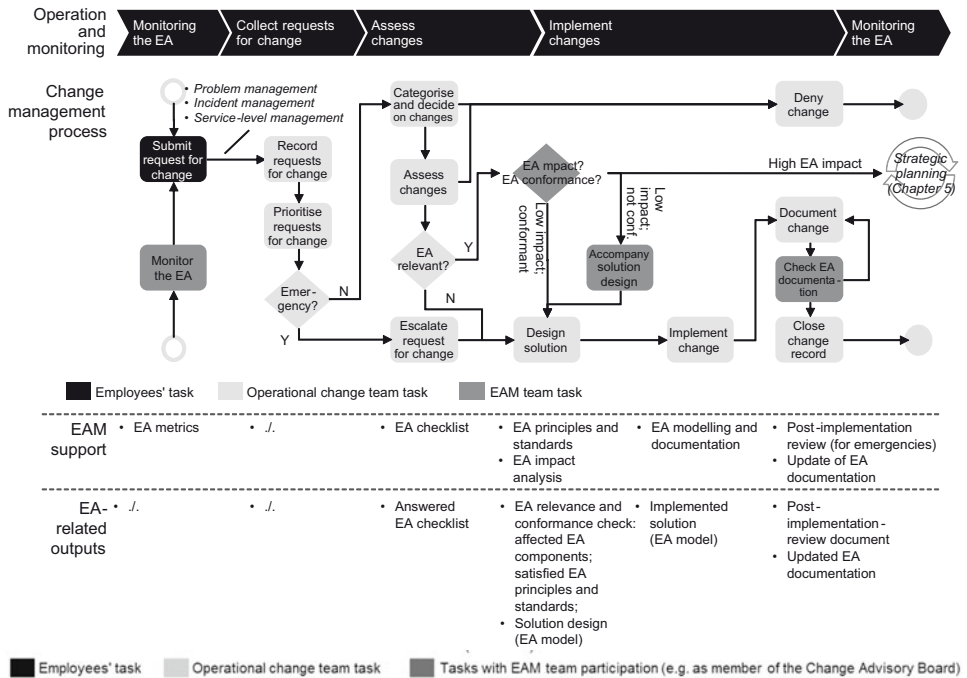 Operation
and
monitoring
Monitoring
the EA
Collect requests
for change
Assess
changes
Implement
changes
Monitoring
the EA
Change
management
process
• Problem management
• Incident management
• Service-level management
Submit
request for
change
Monitor
the EA
Record
requests
for change
Prioritise
requests
for change
Emer-
gency?
N
Y
Categorise
and decide
on changes
Assess
changes
EA
relevant?
Y
N
Escalate
request
for change
EA mpact?
EA conformance?
Low impact;
conformant
Low
impact;
not conf.
Accompany
solution
design
Design
solution
Implement
change
Deny
change
High EA impact
Strategic
planning
(Chapter 5)
Document
change
Check EA
documenta-
tion
Close
change
record
Employees' task
Operational change team task
EAM team task
EAM
support
• EA metrics
• ./.
• EA checklist
• EA principles and
standards
• EA impact
analysis
• EA modelling and
documentation
• Post-implementation
review (for emergencies)
• Update of EA
documentation
EA-
related
outputs
• ./.
• ./.
• Answered
EA checklist
• EA relevance and
conformance check:
affected EA
components;
satisfied EA
principles and
standards;
• Solution design
(EA model)
• Implemented
solution
(EA model)
• Post-
implementation-
review document
• Updated EA
documentation
Employees' task
Operational change team task
Tasks with EAM team participation (e.g. as member of the Change Advisory Board)